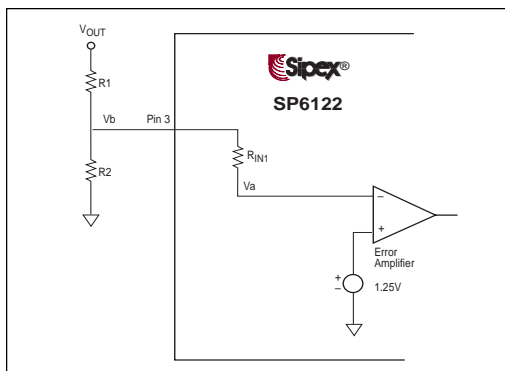 VOUT
Sipex®
R1
SP6122
Vb Pin 3
RIN1
R2
Va
–
+
Error
Amplifier
+
–
1.25V